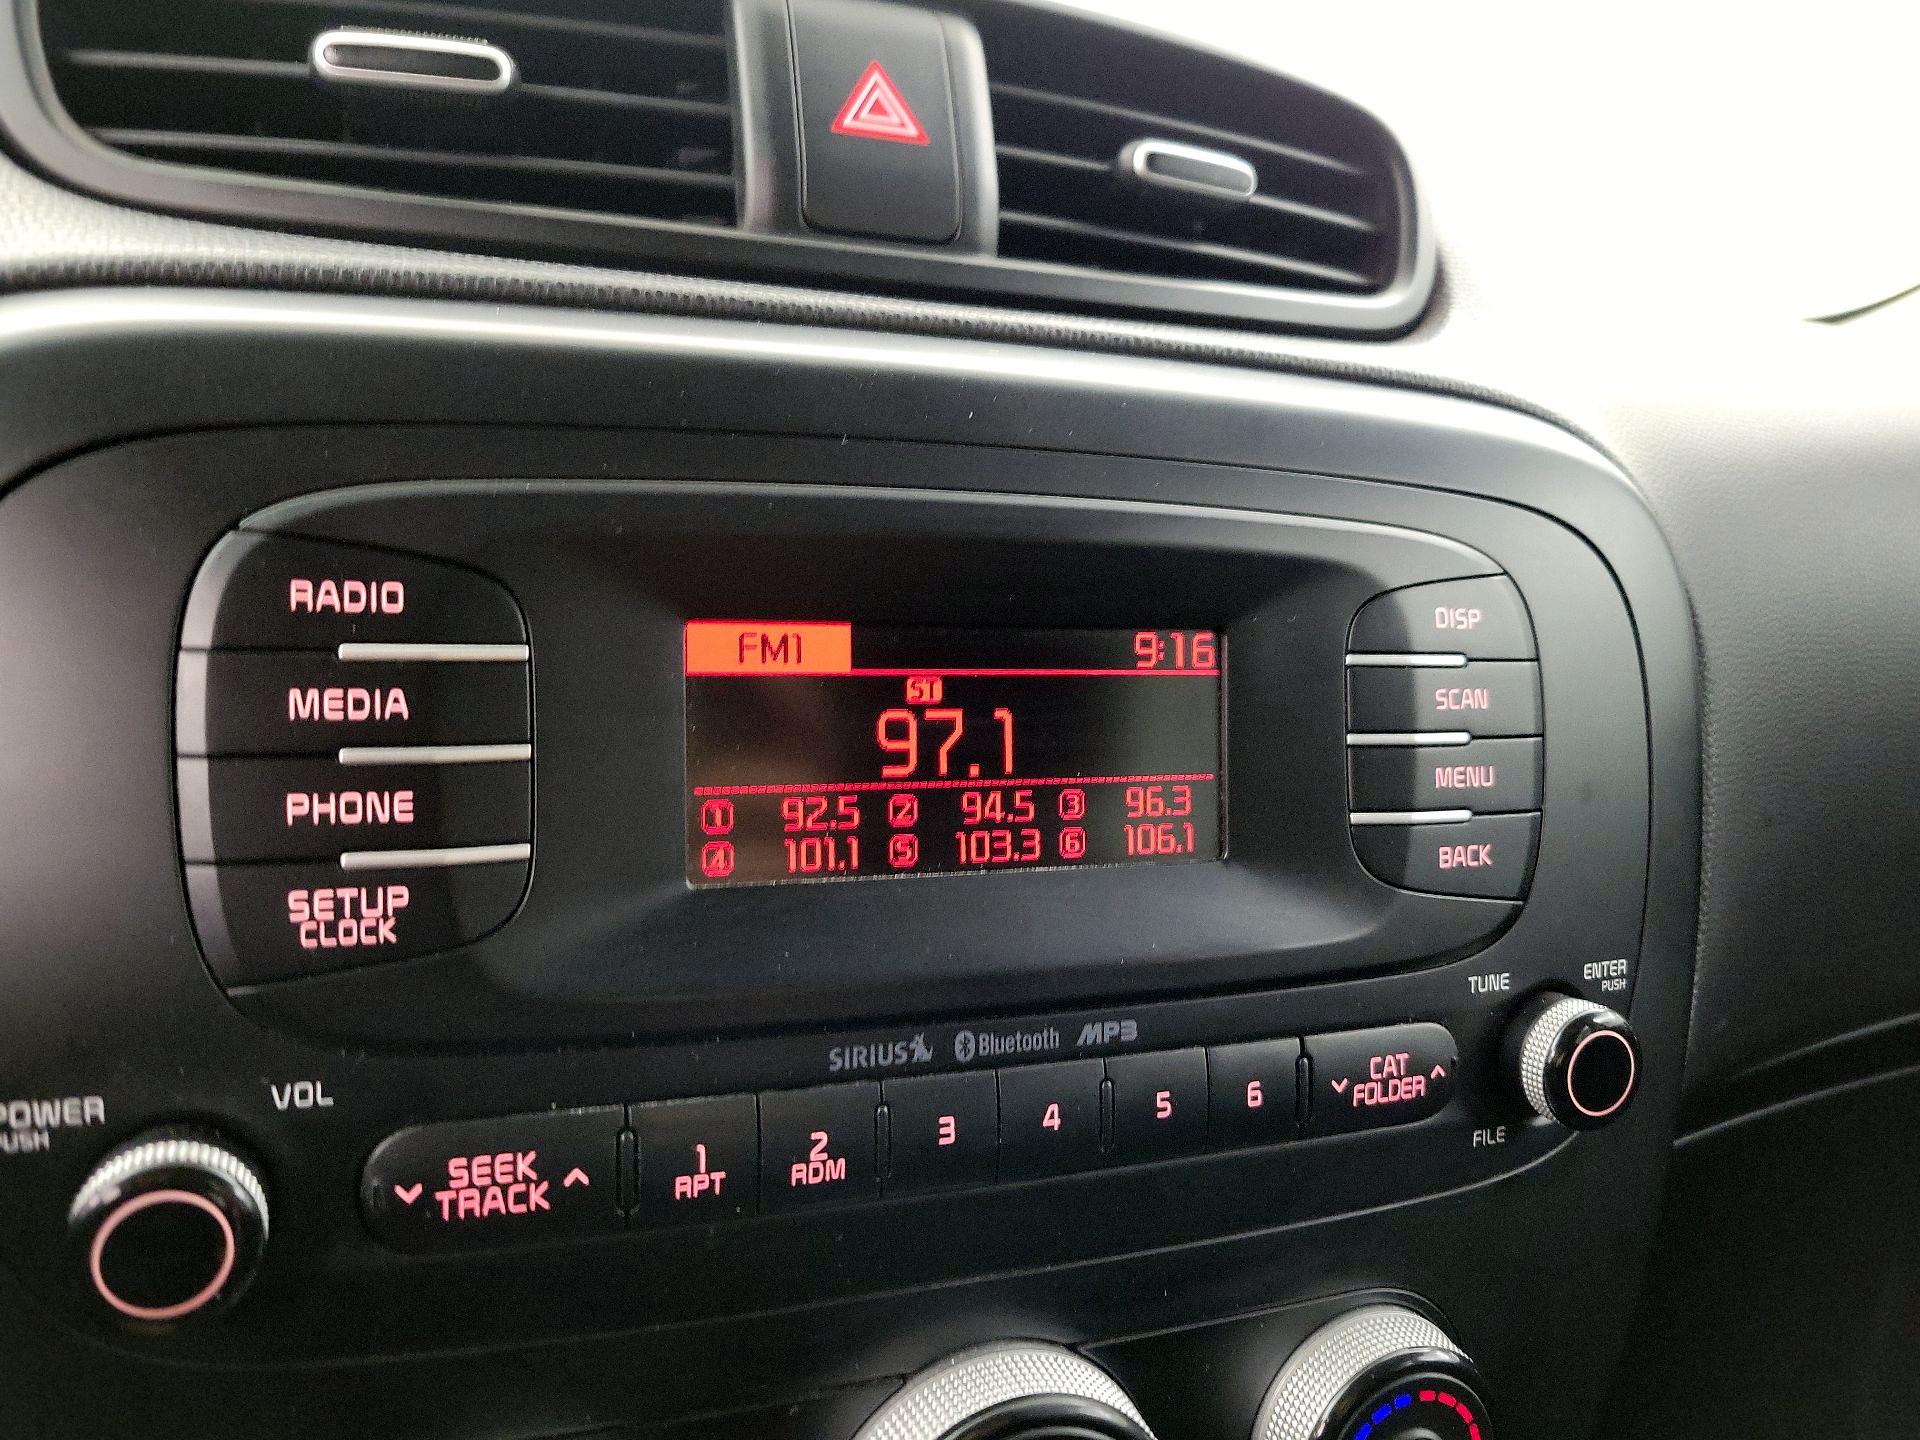 RADIO
MEDIA
PHONE
SETUP
CLOCK
FM1 9:16
ST
97.1
1 92.5 2 94.5 3 96.3
4 101.1 5 103.3 6 106.1
DISP
SCAN
MENU
BACK
TUNE
ENTER
PUSH
FILE
SIRIUS Bluetooth MP3
POWER
PUSH
VOL
SEEK
TRACK
1
RPT
2
RDM
3
4
5
6
CAT
FOLDER